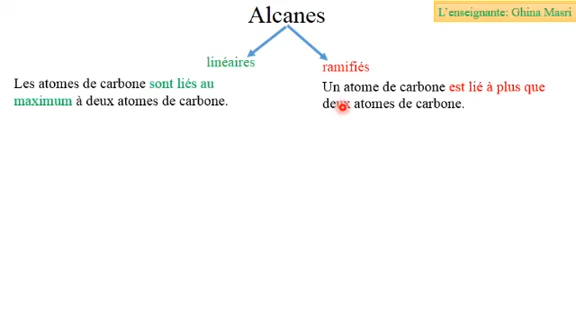 Alcanes
L'enseignante: Ghina Masri
linéaires
Les atomes de carbone sont liés au
maximum à deux atomes de carbone.
ramifiés
Un atome de carbone est lié à plus que
deux atomes de carbone.